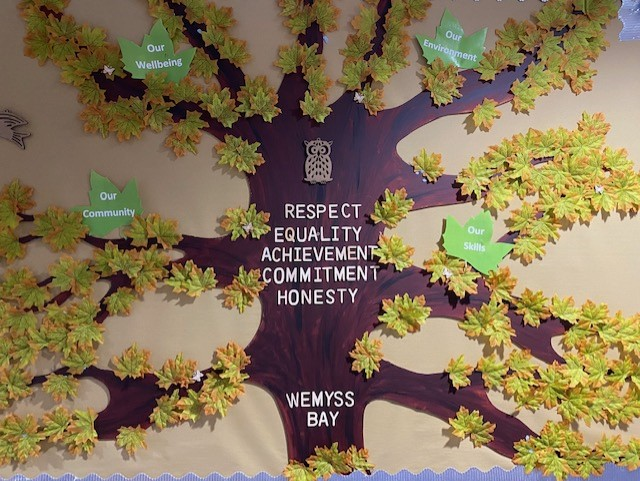 Our
Wellbeing
Our
Environment
Our
Community
Our
Skills
RESPECT
EQUALITY
ACHIEVEMENT
COMMITMENT
HONESTY
WEMYSS
BAY